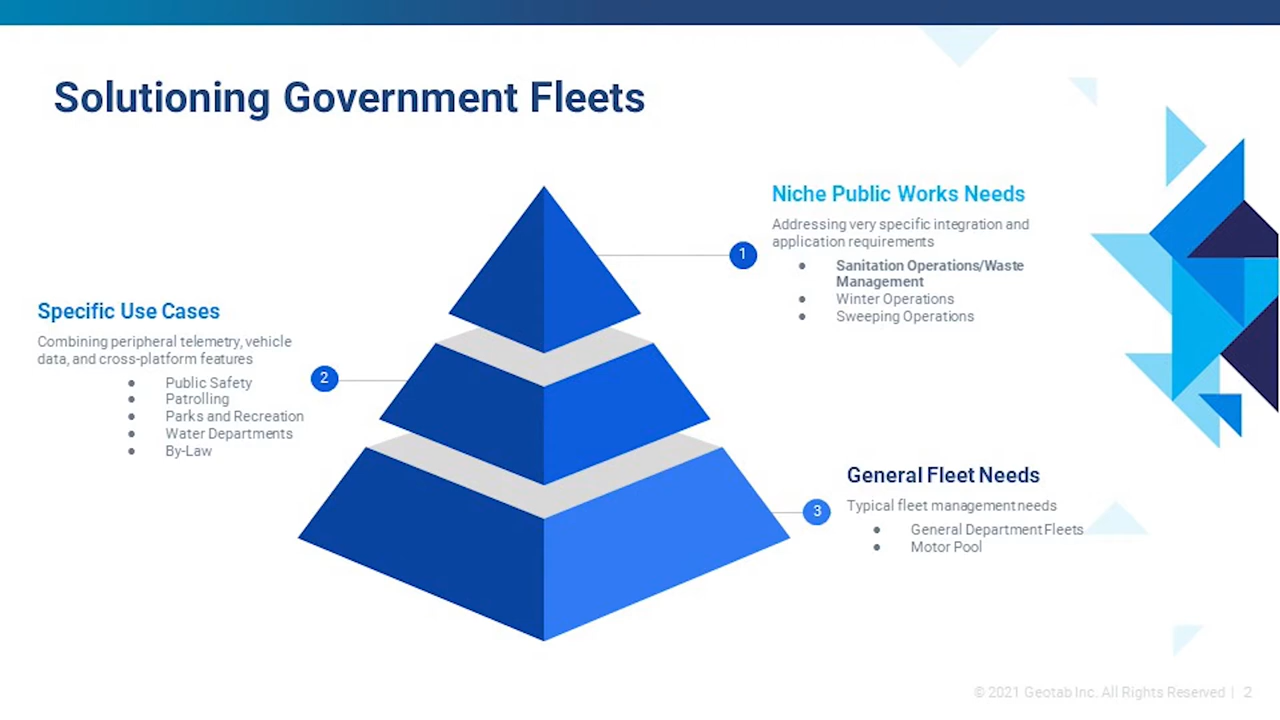 Solutioning Government Fleets
Niche Public Works Needs
Addressing very specific integration and
application requirements
● Sanitation Operations/Waste
Management
● Winter Operations
● Sweeping Operations
1
Specific Use Cases
Combining peripheral telemetry, vehicle
data, and cross-platform features
● Public Safety
● Patrolling
● Parks and Recreation
● Water Departments
● By-Law
2
General Fleet Needs
Typical fleet management needs
● General Department Fleets
● Motor Pool
3
© 2021 Geotab Inc. All Rights Reserved | 2